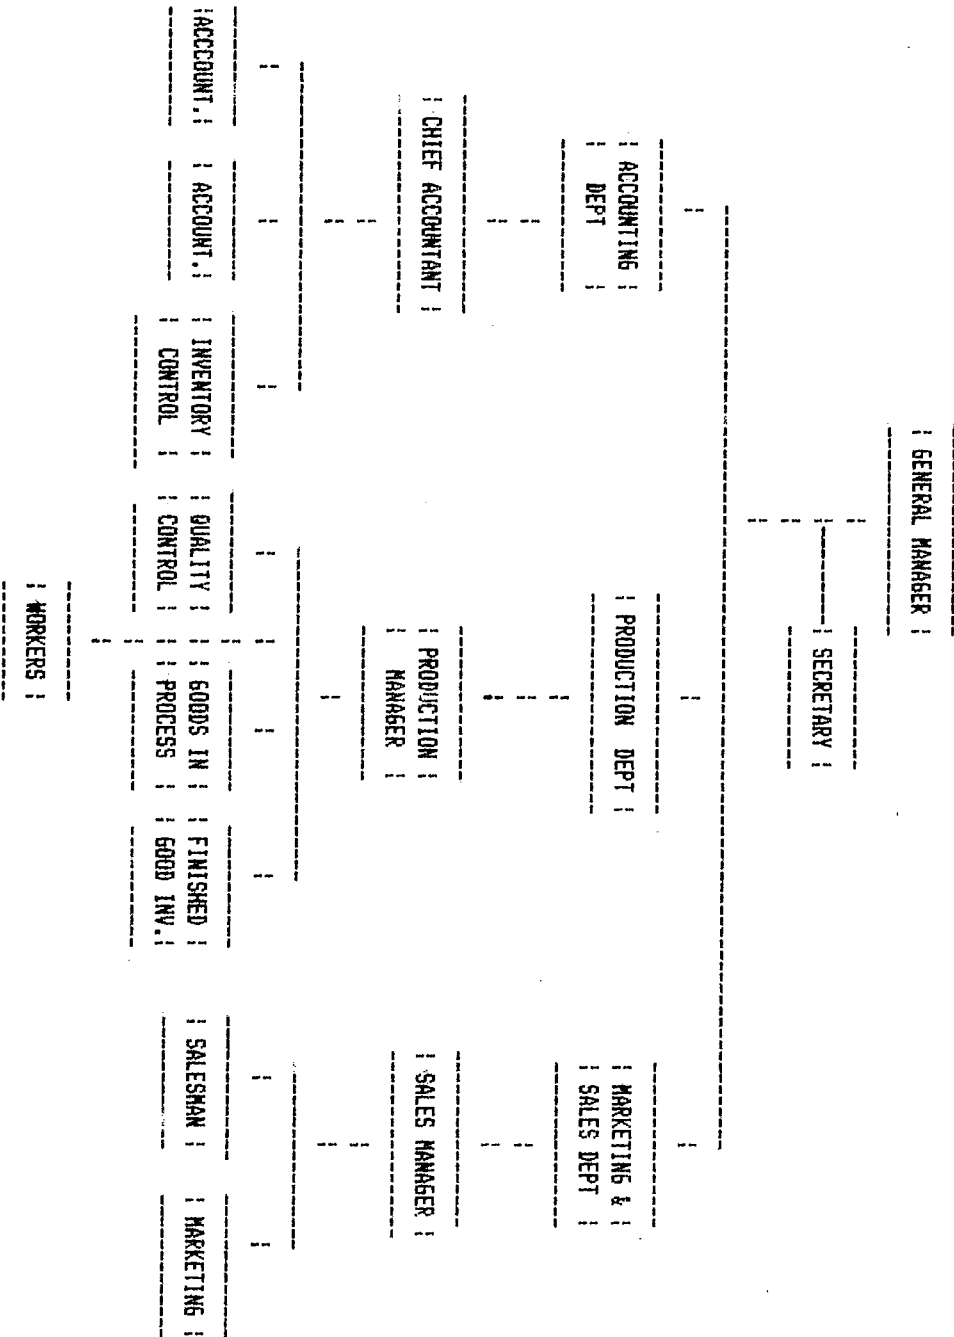 GENERAL MANAGER
SECRETARY
ACCOUNTING
DEPT
PRODUCTION DEPT
MARKETING &
SALES DEPT
CHIEF ACCOUNTANT
PRODUCTION
MANAGER
SALES MANAGER
ACCCOUNT.
ACCOUNT.
INVENTORY
CONTROL
QUALITY
CONTROL
GOODS IN
PROCESS
FINISHED
GOOD INV.
SALESMAN
MARKETING
WORKERS